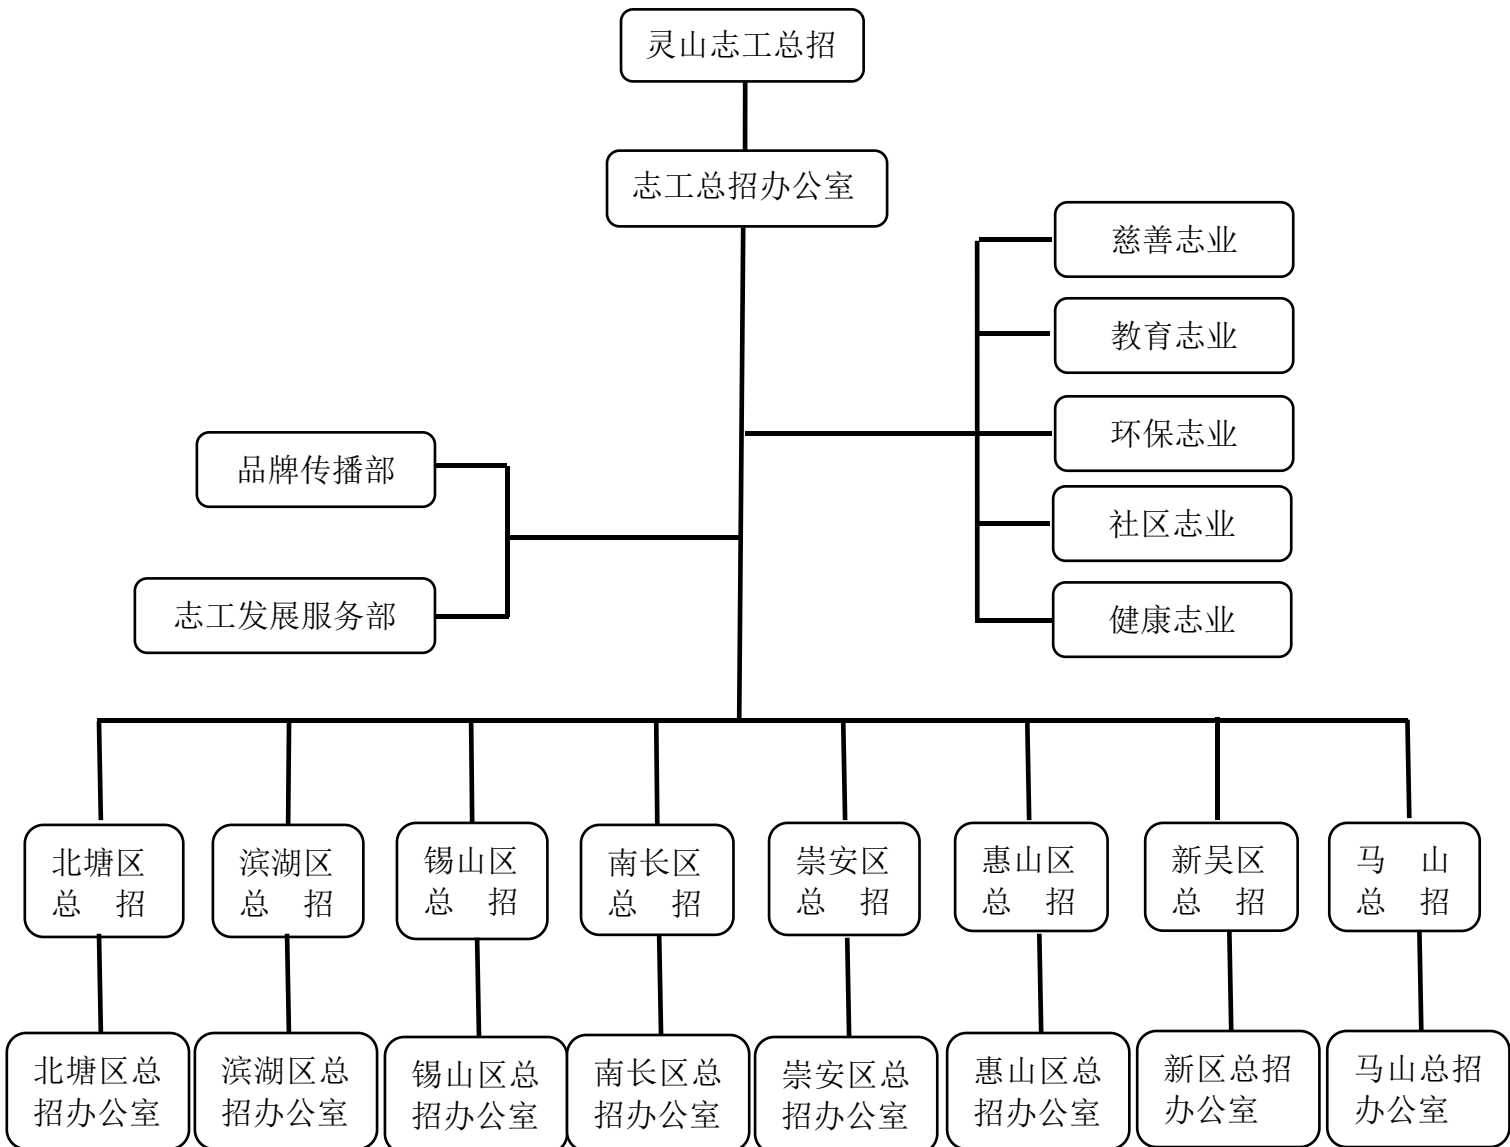 灵山志工总招
志工总招办公室
慈善志业
教育志业
环保志业
社区志业
健康志业
品牌传播部
志工发展服务部
北塘区
总 招
滨湖区
总 招
锡山区
总 招
南长区
总 招
崇安区
总 招
惠山区
总 招
新吴区
总 招
马 山
总 招
北塘区总
招办公室
滨湖区总
招办公室
锡山区总
招办公室
南长区总
招办公室
崇安区总
招办公室
惠山区总
招办公室
新区总招
办公室
马山总招
办公室